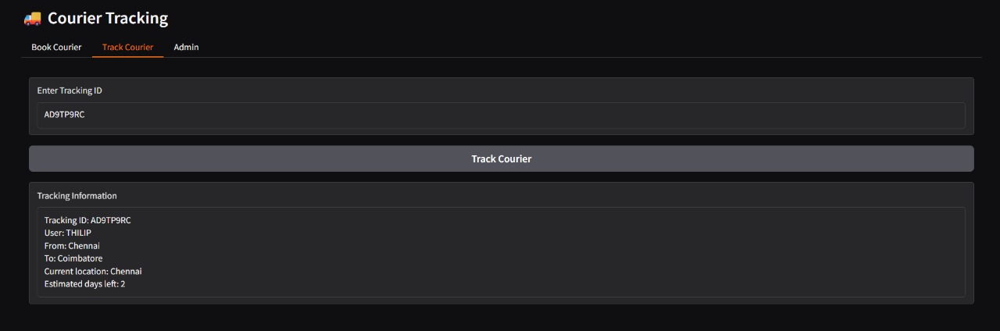 🚚 Courier Tracking
Book Courier Track Courier Admin
Enter Tracking ID
AD9TP9RC
Track Courier
Tracking Information
Tracking ID: AD9TP9RC
User: THILIP
From: Chennai
To: Coimbatore
Current location: Chennai
Estimated days left: 2